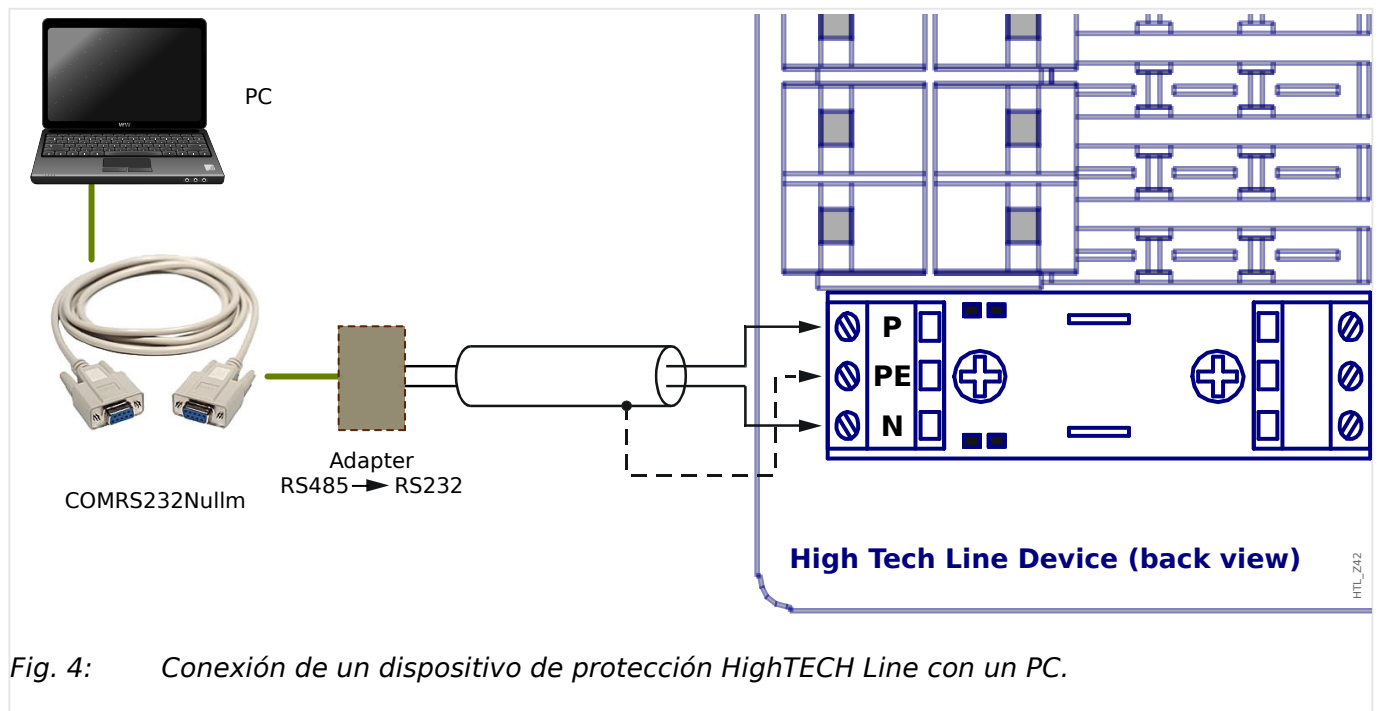 PC
COMRS232Nullm
Adapter
RS485 → RS232
P
PE
N
High Tech Line Device (back view)
HTL_Z42
Fig. 4: Conexión de un dispositivo de protección HighTECH Line con un PC.